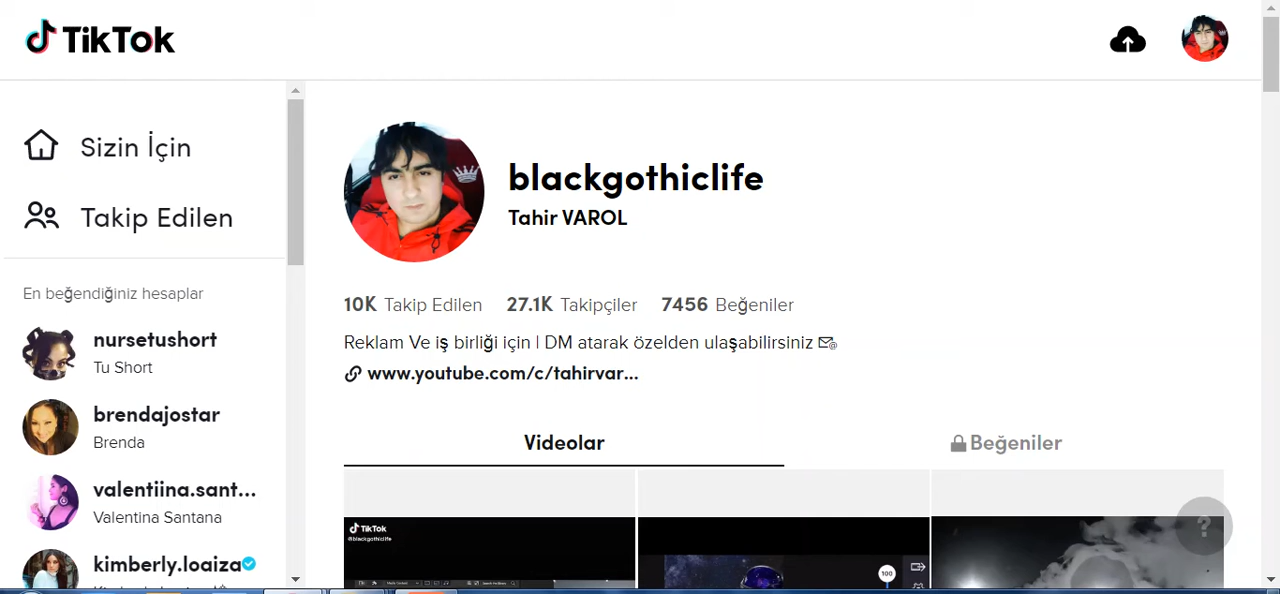 TikTok
Sizin İçin
Takip Edilen
En beğendiğiniz hesaplar
nursetushort
Tu Short
brendajostar
Brenda
valentiina.sant...
Valentina Santana
kimberly.loaiza
blackgothiclife
Tahir VAROL
10K Takip Edilen 27.1K Takipçiler 7456 Beğeniler
Reklam Ve iş birliği için | DM atarak özelden ulaşabilirsiniz
www.youtube.com/c/tahirvar...
Videolar
Beğeniler
TikTok
@blackgothiclife
100
?